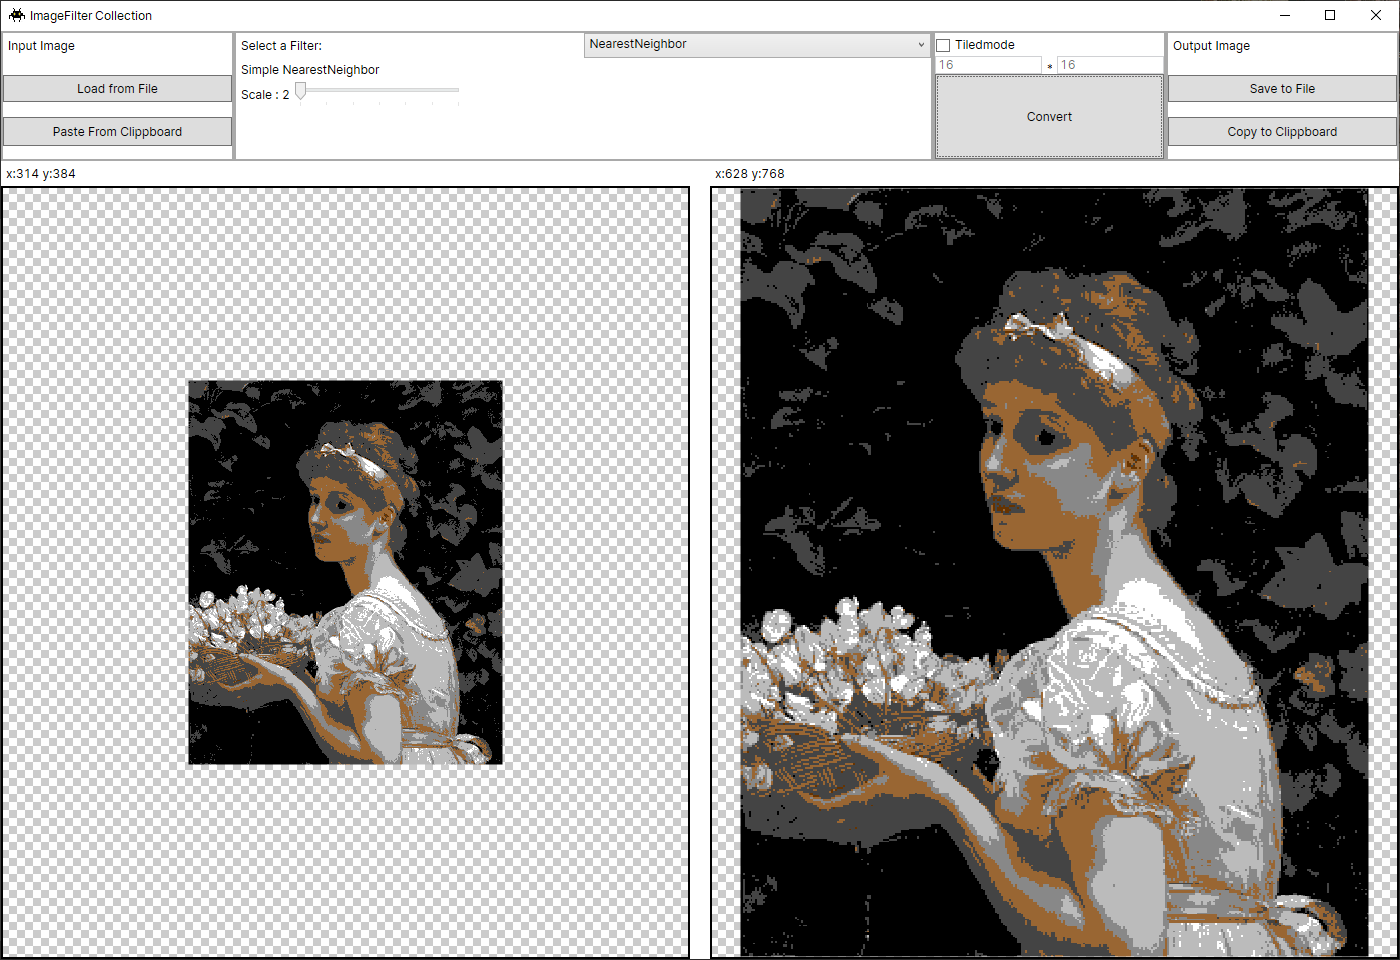 ImageFilter Collection
Input Image
Load from File
Paste From Clippboard
Select a Filter:
NearestNeighbor
Simple NearestNeighbor
Scale : 2
Tiledmode
16 * 16
Convert
Output Image
Save to File
Copy to Clippboard
x:314 y:384
x:628 y:768